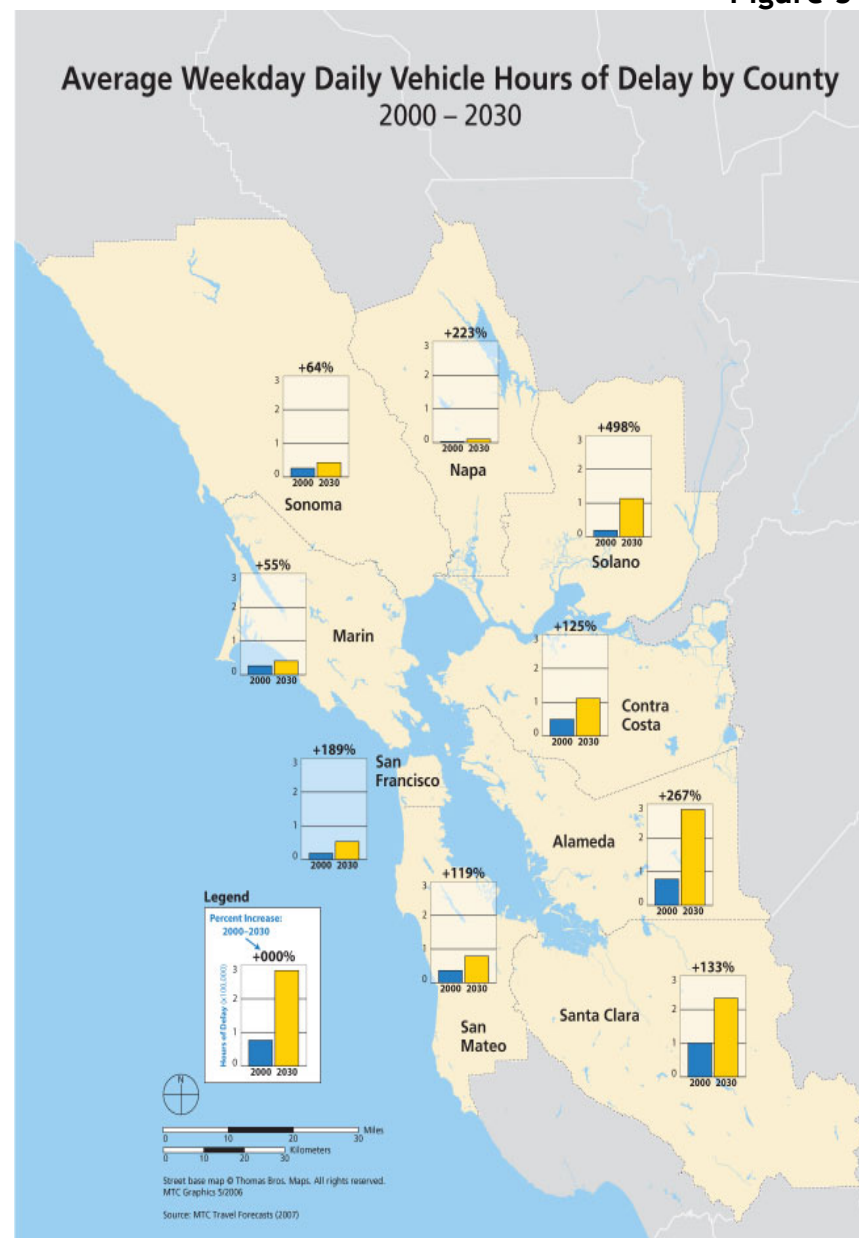 Average Weekday Daily Vehicle Hours of Delay by County
2000 – 2030
+223%
3
2
1
0
2000 2030
Napa
+64%
3
2
1
0
2000 2030
Sonoma
+498%
3
2
1
0
2000 2030
Solano
+55%
3
2
1
0
2000 2030
Marin
+125%
3
2
1
0
2000 2030
Contra
Costa
+189%
3
2
1
0
2000 2030
San
Francisco
+267%
3
2
1
0
2000 2030
Alameda
+119%
3
2
1
0
2000 2030
San
Mateo
+133%
3
2
1
0
2000 2030
Santa Clara
Legend
Percent Increase:
2000–2030
+000%
Hours of Delay (x100,000)
3
2
1
0
2000 2030
N
0 10 20 30 Miles
0 10 20 30 Kilometers
Street base map © Thomas Bros. Maps. All rights reserved.
MTC Graphics 5/2006
Source: MTC Travel Forecasts (2007)